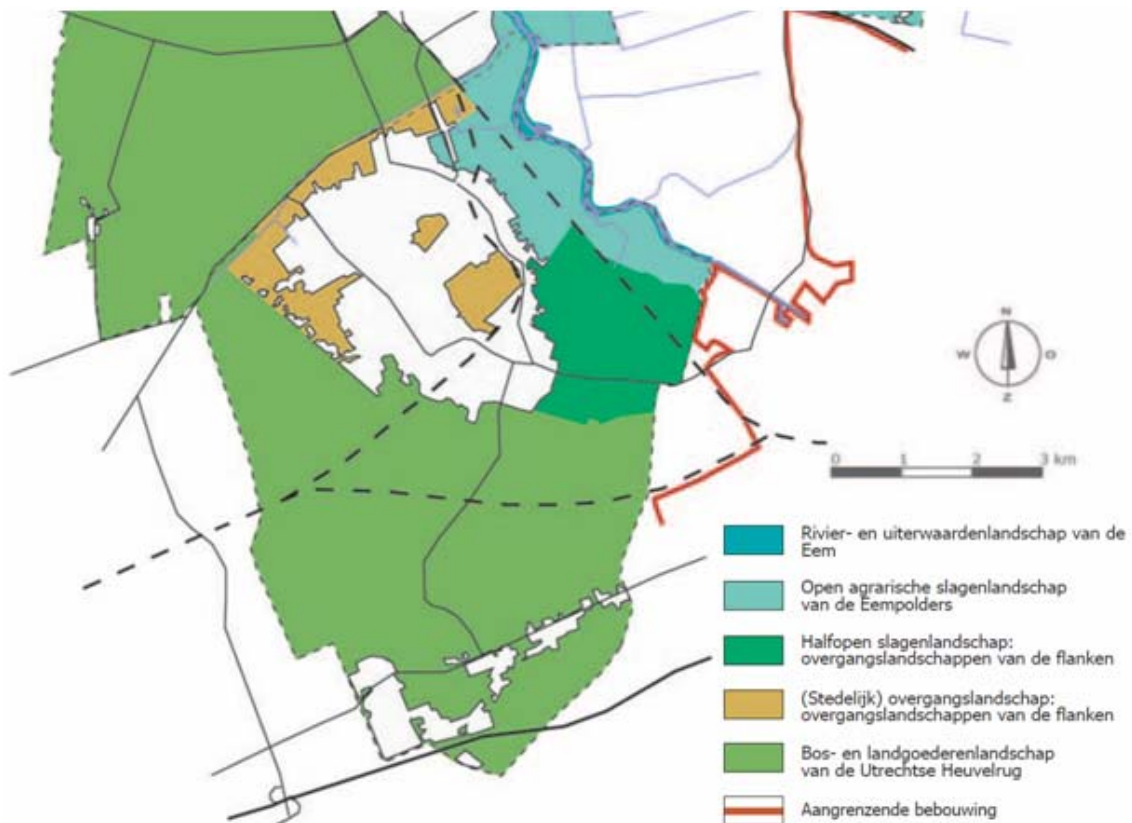 N
W
O
Z
0 1 2 3 km
Rivier- en uiterwaardenlandschap van de
Eem
Open agrarische slagenlandschap
van de Eempolders
Halfopen slagenlandschap:
overgangslandschappen van de flanken
(Stedelijk) overgangslandschap:
overgangslandschappen van de flanken
Bos- en landgoederenlandschap
van de Utrechtse Heuvelrug
Aangrenzende bebouwing